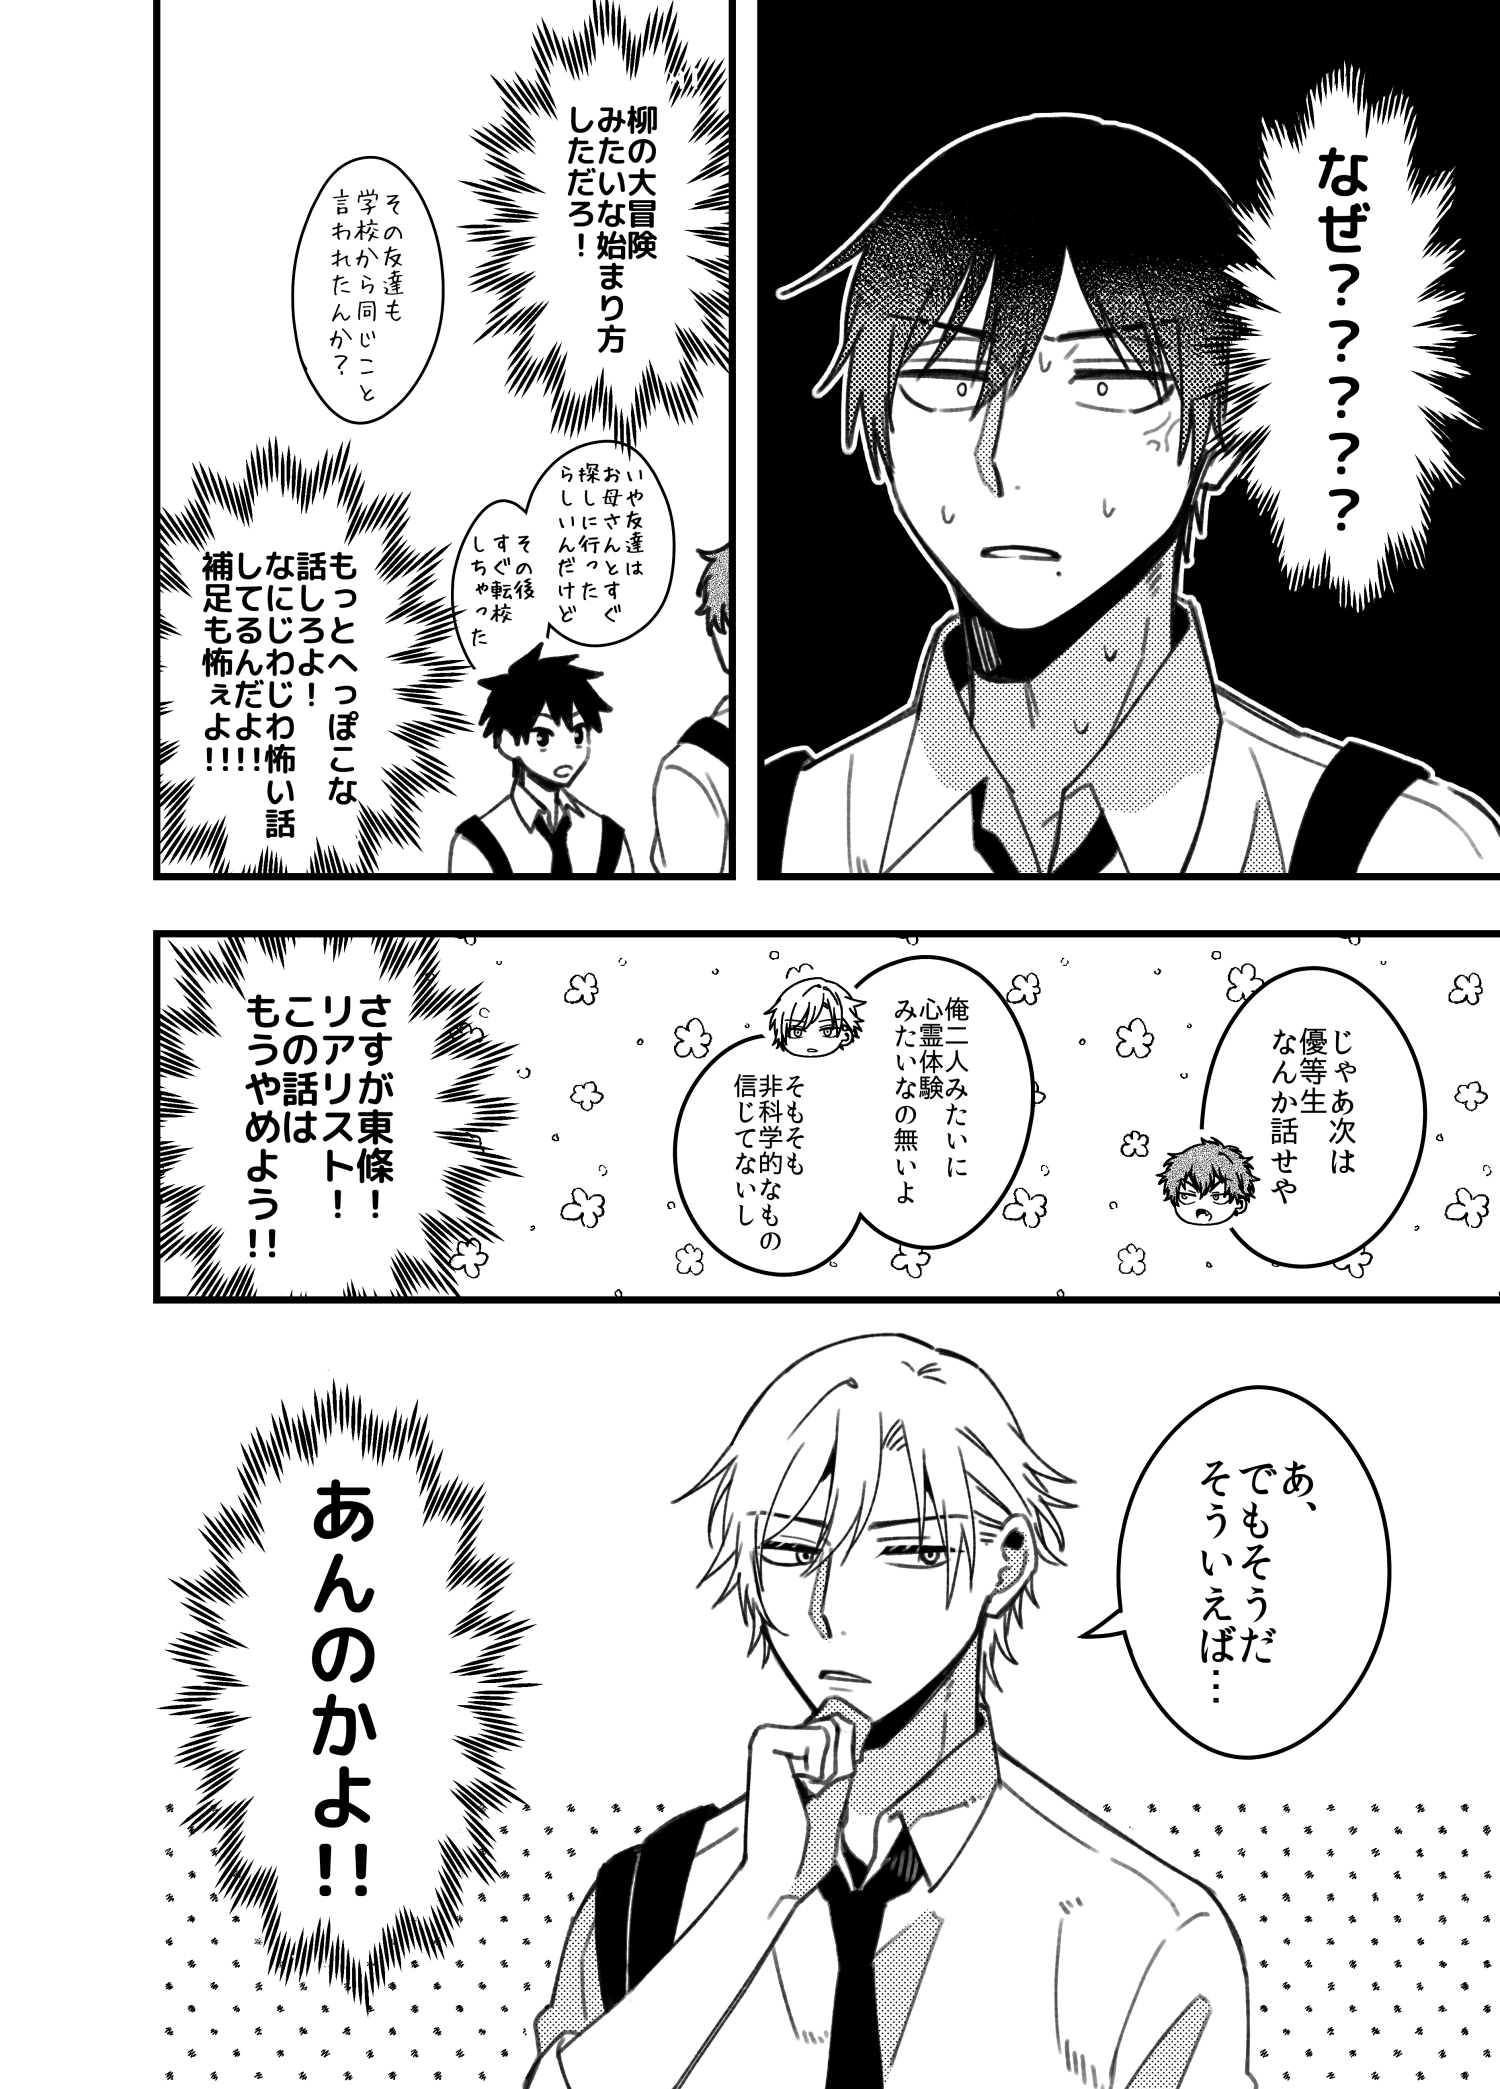 なぜ？？？？？？
柳の大冒険
みたいな始まり方
しただろ！
その友達も
学校から同じこと
言われたんか？
いや友達は
お母さんとすぐ
探しに行った
らしいんだけど
その後
すぐ転校
しちゃった
もっとへっぽこな
話しろよ！
なにじわじわ怖い話
してるんだよ!!
補足も怖ぇよ!!
じゃあ次は
優等生
なんか話せや
俺二人みたいに
心霊体験
みたいなの無いよ
そもそも
非科学的なもの
信じてないし
さすが東條！
リアリスト！
この話は
もうやめよう!!
あ、
でもそうだ
そういえば…
あんのかよ!!